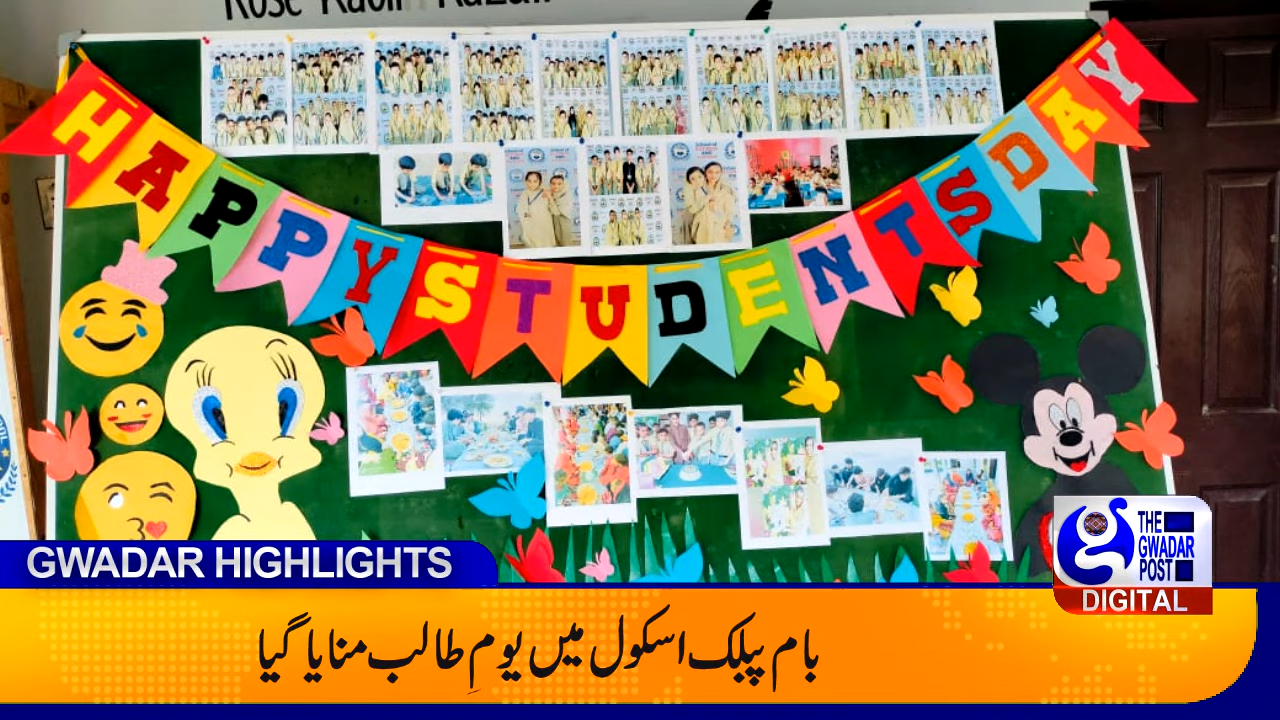 HAPPY STUDENTS DAY
GWADAR HIGHLIGHTS
THE
GWADAR
POST
DIGITAL
بام پبلک اسکول میں یومِ طالب منایا گیا